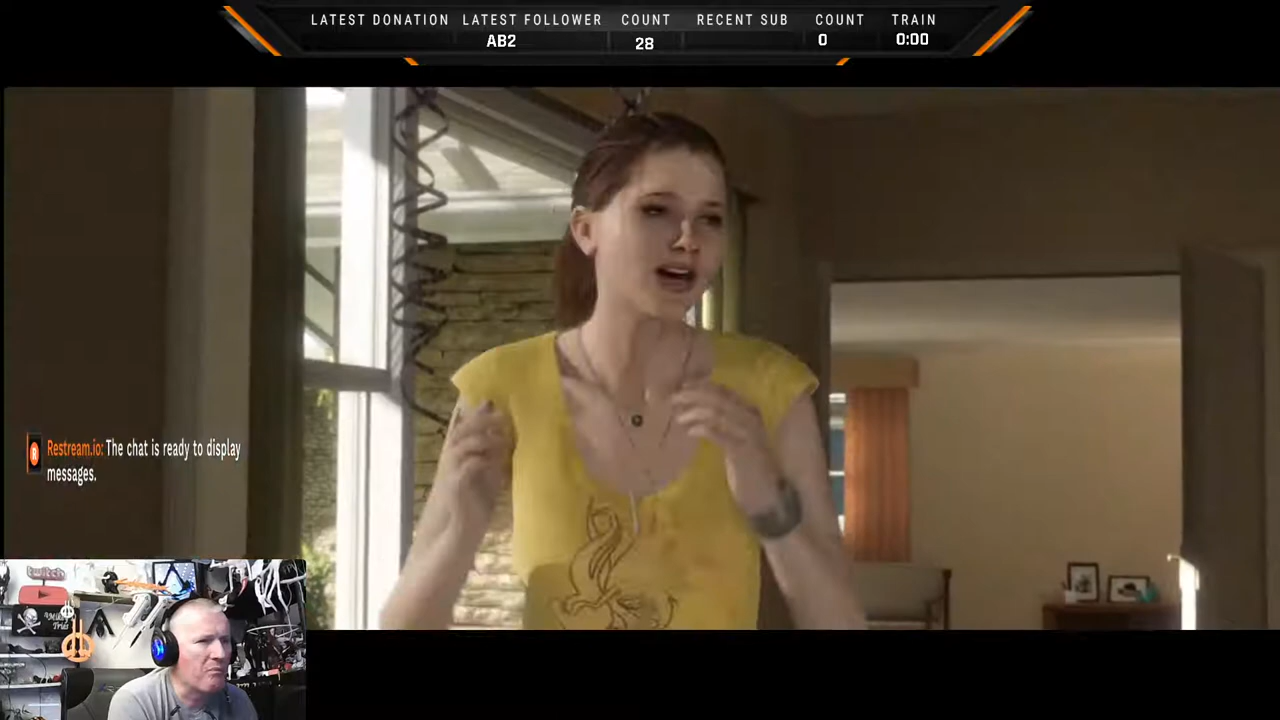 LATEST DONATION LATEST FOLLOWER COUNT RECENT SUB COUNT TRAIN
AB2 28 0 0:00
Restream.io: The chat is ready to display
messages.
twitch